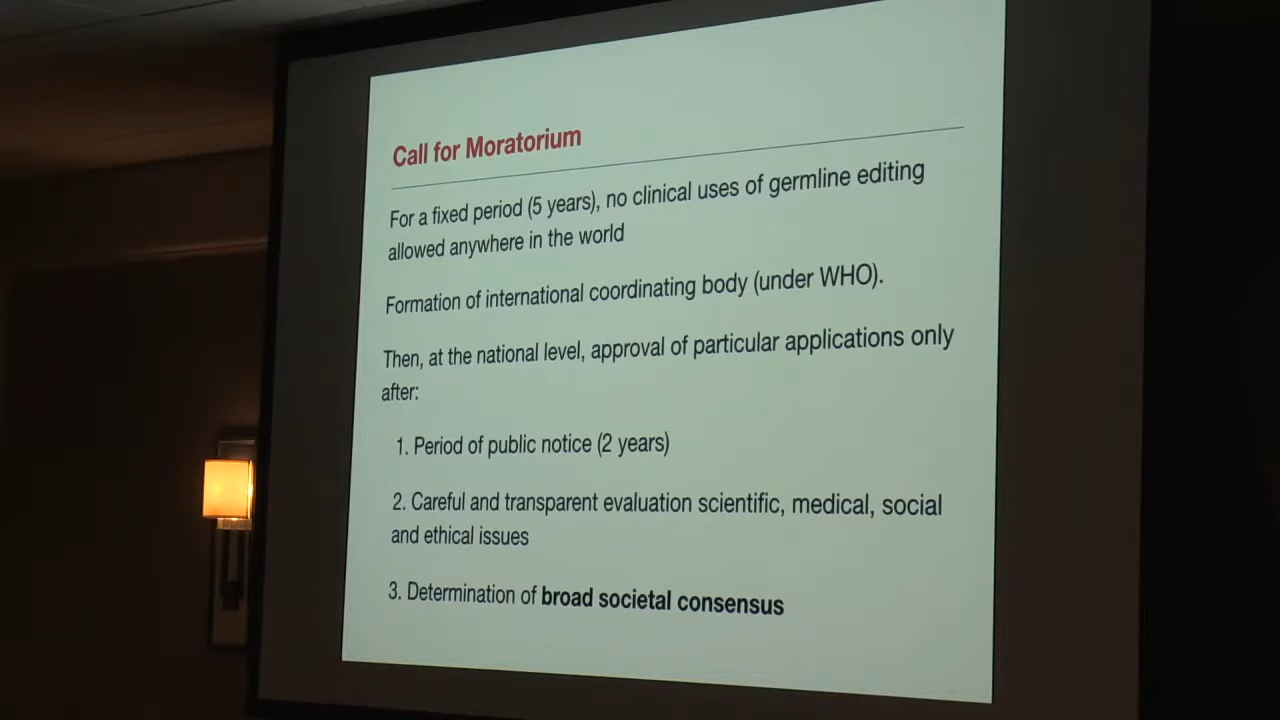 Call for Moratorium
For a fixed period (5 years), no clinical uses of germline editing
allowed anywhere in the world
Formation of international coordinating body (under WHO).
Then, at the national level, approval of particular applications only
after:
1. Period of public notice (2 years)
2. Careful and transparent evaluation scientific, medical, social
and ethical issues
3. Determination of broad societal consensus